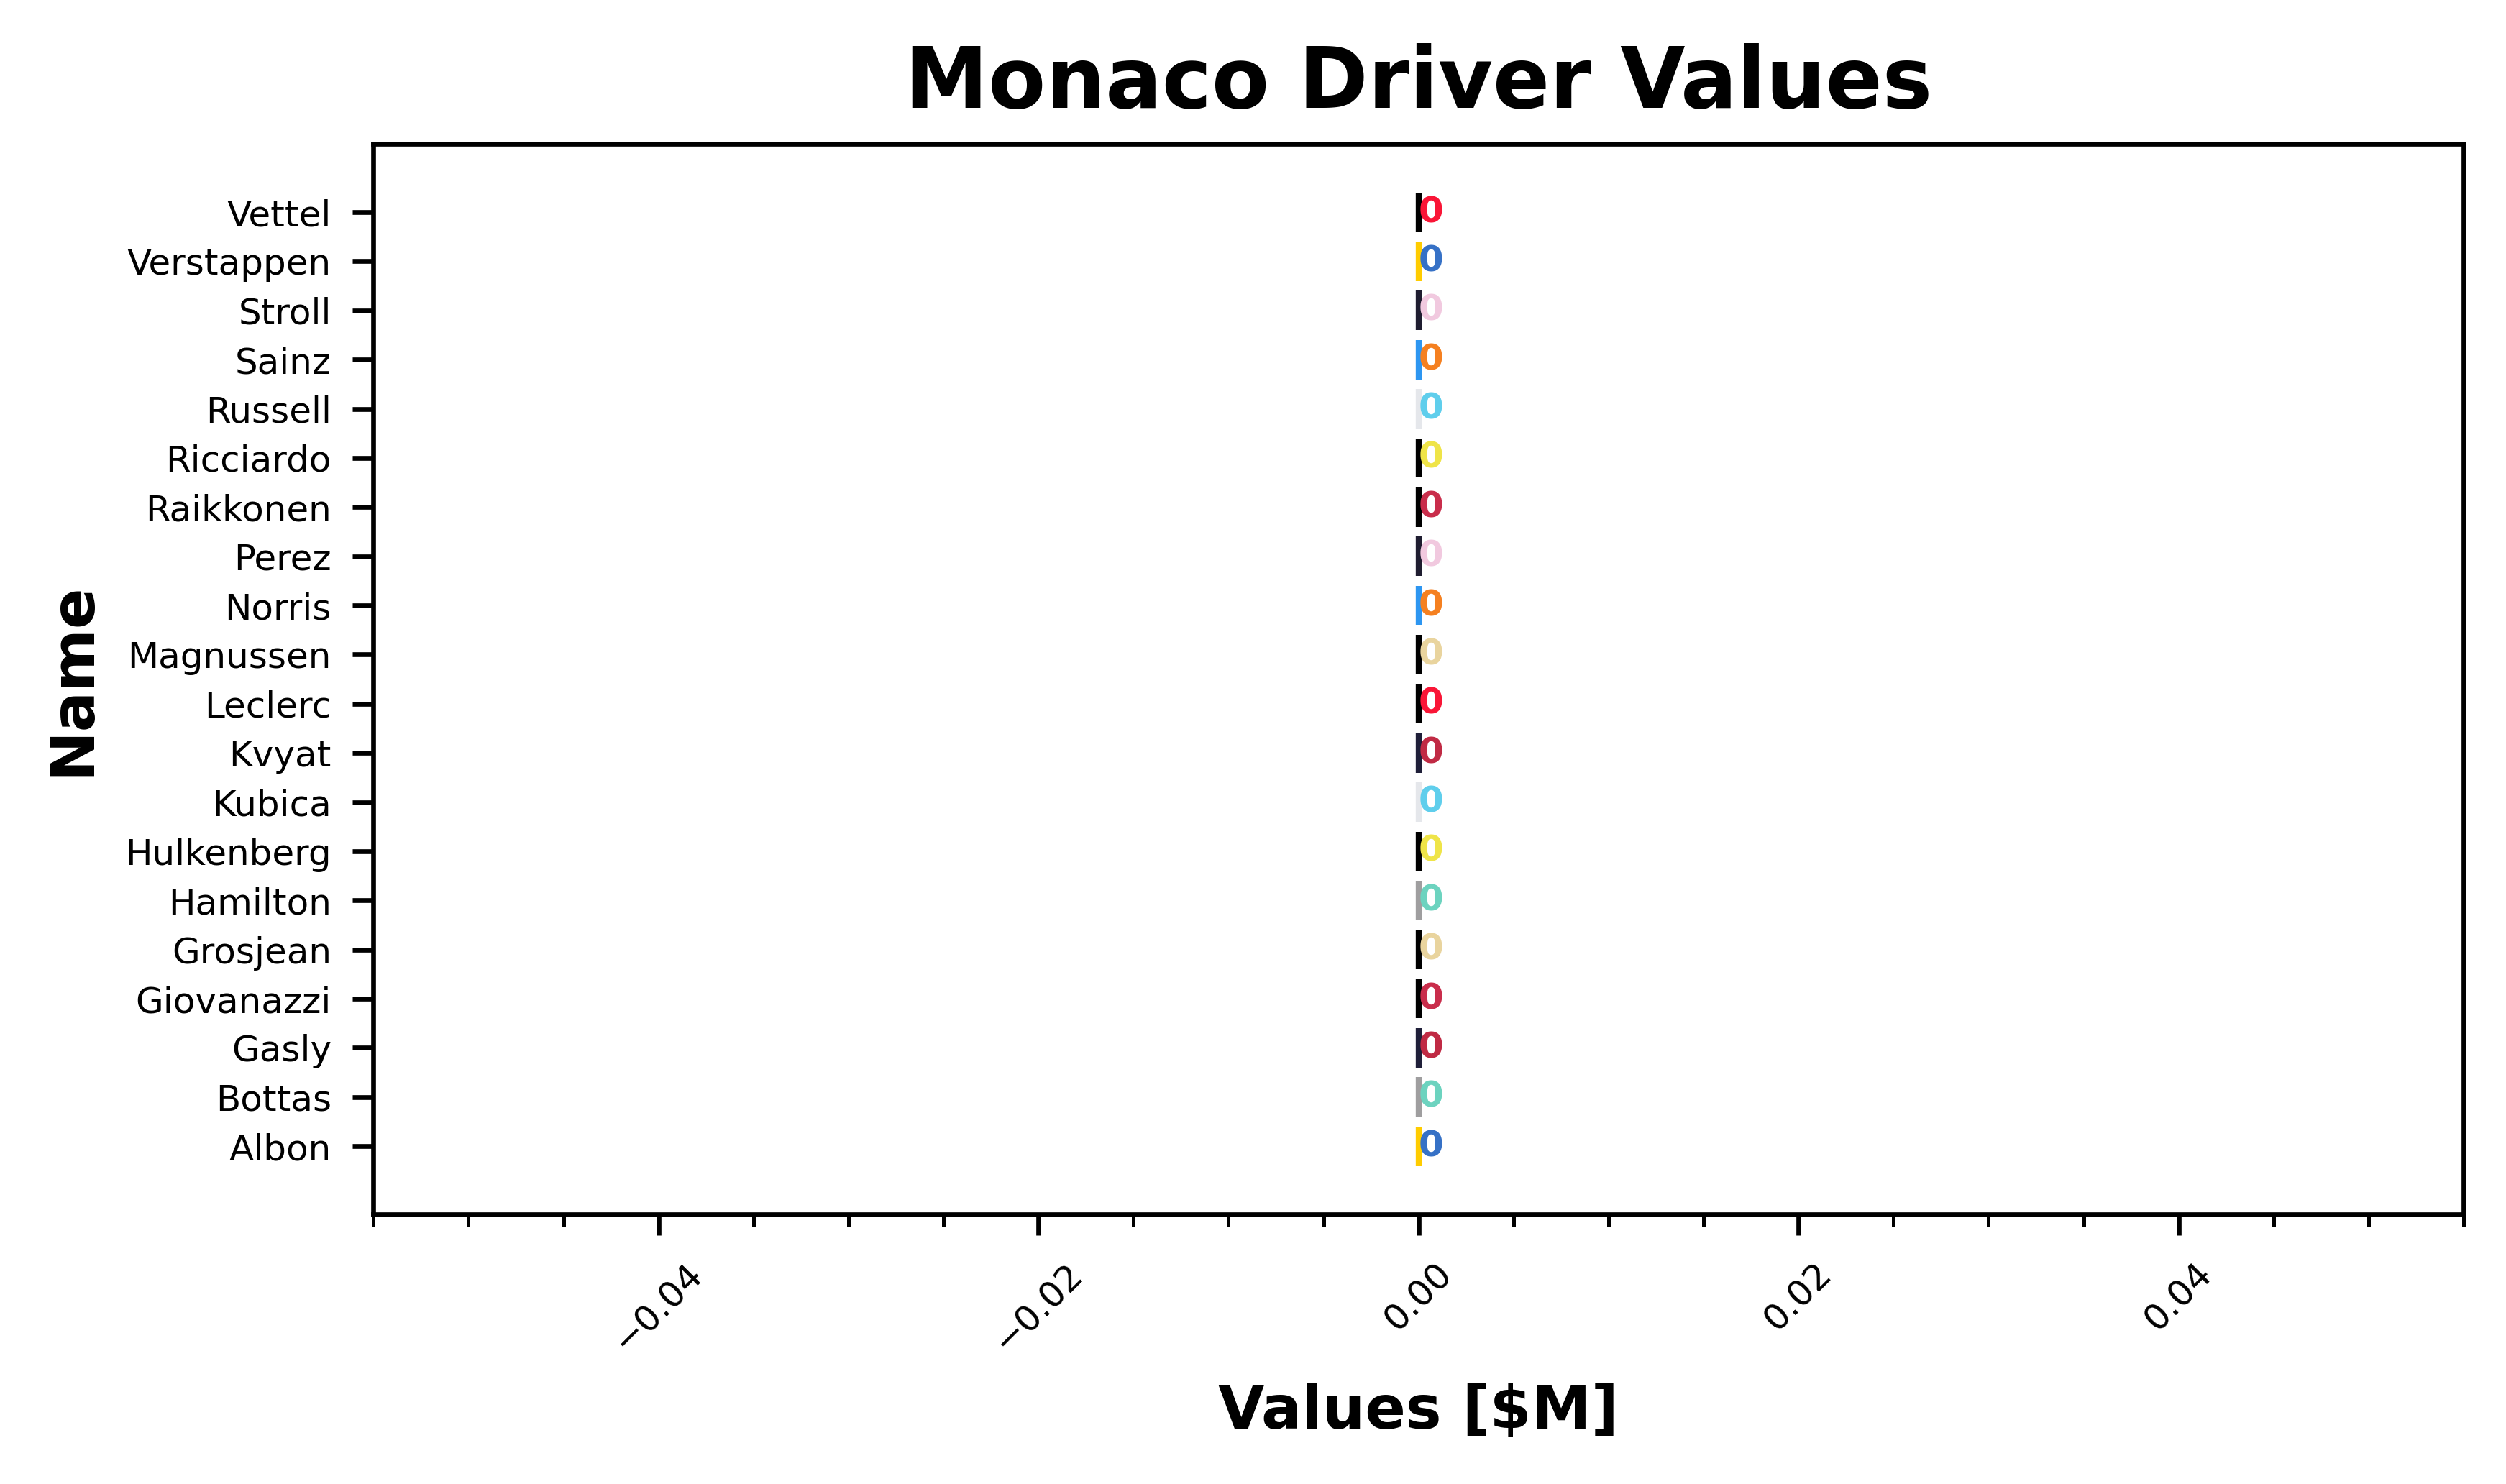 Monaco Driver Values
Name
Vettel 0
Verstappen 0
Stroll 0
Sainz 0
Russell 0
Ricciardo 0
Raikkonen 0
Perez 0
Norris 0
Magnussen 0
Leclerc 0
Kvyat 0
Kubica 0
Hulkenberg 0
Hamilton 0
Grosjean 0
Giovanazzi 0
Gasly 0
Bottas 0
Albon 0
−0.04 −0.02 0.00 0.02 0.04
Values [$M]